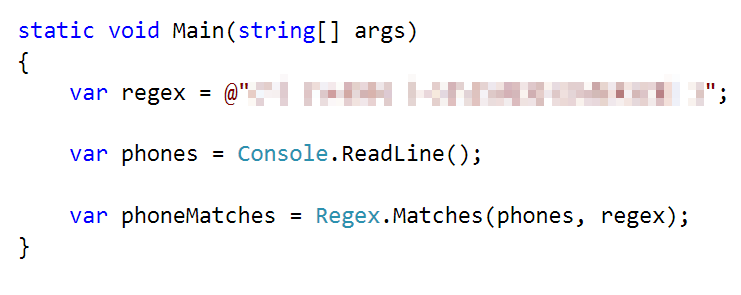 static void Main(string[] args)
{
var regex = @"";
var phones = Console.ReadLine();
var phoneMatches = Regex.Matches(phones, regex);
}